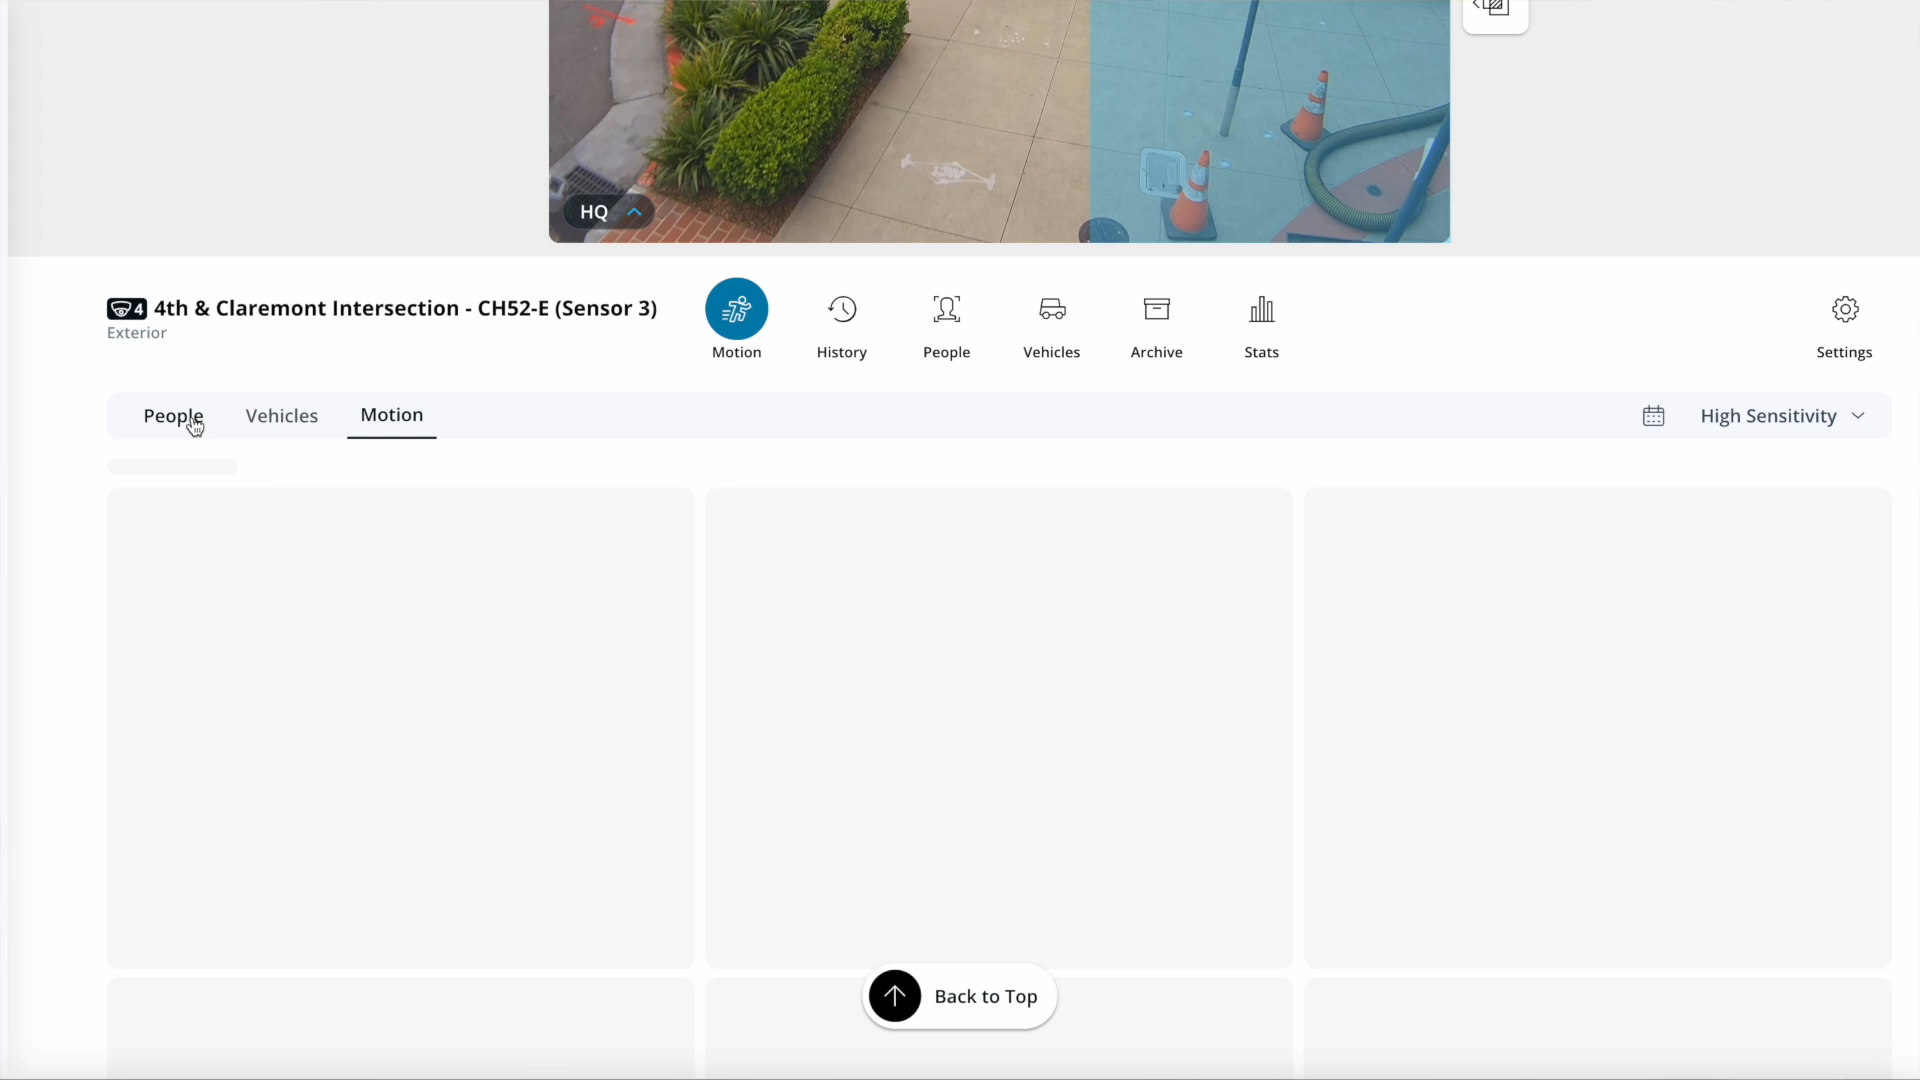 HQ
4 4th & Claremont Intersection - CH52-E (Sensor 3)
Exterior
Motion
History
People
Vehicles
Archive
Stats
Settings
People
Vehicles
Motion
High Sensitivity
Back to Top